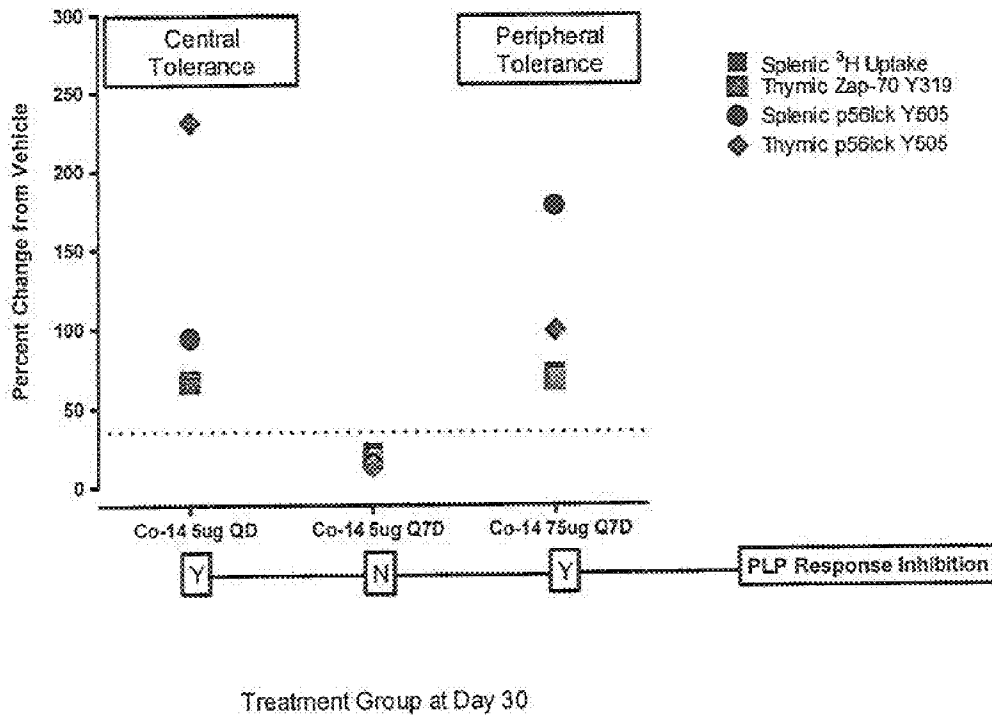 300
250
200
150
100
50
0
Percent Change from Vehicle
Central
Tolerance
Peripheral
Tolerance
Splenic ³H Uptake
Thymic Zap-70 Y319
Splenic p56lck Y505
Thymic p56lck Y505
Co-14 5ug QD
Co-14 5ug Q7D
Co-14 75ug Q7D
Y
N
Y
PLP Response Inhibition
Treatment Group at Day 30